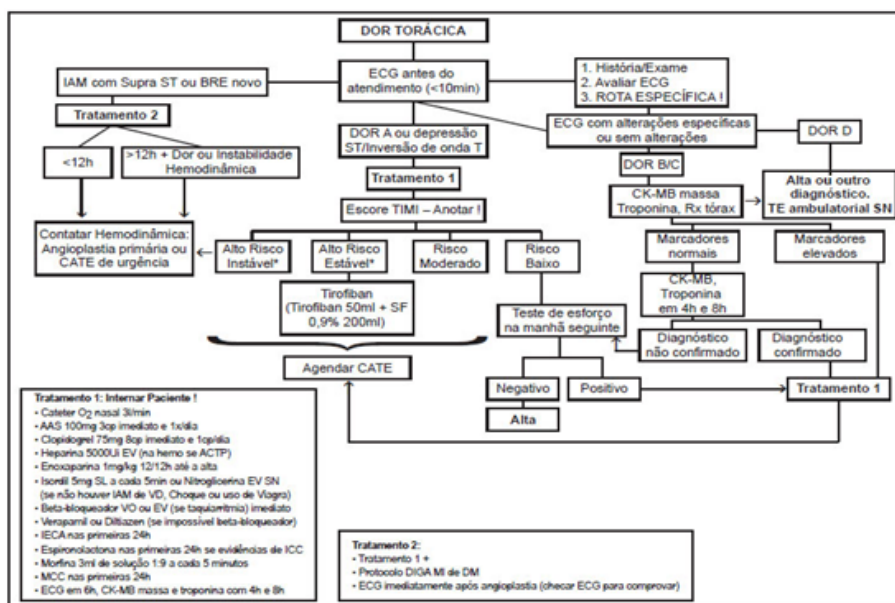 DOR TORÁCICA
IAM com Supra ST ou BRE novo
ECG antes do
atendimento (<10min)
1. História/Exame
2. Avaliar ECG
3. ROTA ESPECÍFICA !
Tratamento 2
<12h
>12h + Dor ou Instabilidade
Hemodinâmica
DOR A ou depressão
ST/Inversão de onda T
ECG com alterações específicas
ou sem alterações
DOR D
DOR B/C
Tratamento 1
CK-MB massa
Troponina, Rx tórax
Alta ou outro
diagnóstico.
TE ambulatorial SN
Escore TIMI – Anotar !
Contatar Hemodinâmica:
Angioplastia primária ou
CATE de urgência
Alto Risco
Instável*
Alto Risco
Estável*
Risco
Moderado
Risco
Baixo
Marcadores
normais
Marcadores
elevados
Tirofiban
(Tirofiban 50ml + SF
0,9% 200ml)
CK-MB,
Troponina
em 4h e 8h
Teste de esforço
na manhã seguinte
Diagnóstico
não confirmado
Diagnóstico
confirmado
Agendar CATE
Negativo
Positivo
Tratamento 1
Alta
Tratamento 1: Internar Paciente !
• Cateter O2 nasal 3l/min
• AAS 100mg 3cp imediato e 1x/dia
• Clopidogrel 75mg 8cp imediato e 1cp/dia
• Heparina 5000Ui EV (na hemo se ACTP)
• Enoxaparina 1mg/kg 12/12h até a alta
• Isordil 5mg SL a cada 5min ou Nitroglicerina EV SN
(se não houver IAM de VD, Choque ou uso de Viagra)
• Beta-bloqueador VO ou EV (se taquiarritmia) imediato
• Verapamil ou Diltiazen (se impossível beta-bloqueador)
• IECA nas primeiras 24h
• Espironolactona nas primeiras 24h se evidências de ICC
• Morfina 3ml de solução 1:9 a cada 5 minutos
• MCC nas primeiras 24h
• ECG em 6h, CK-MB massa e troponina com 4h e 8h
Tratamento 2:
• Tratamento 1 +
• Protocolo DIGAMI de DM
• ECG imediatamente após angioplastia (checar ECG para comprovar)